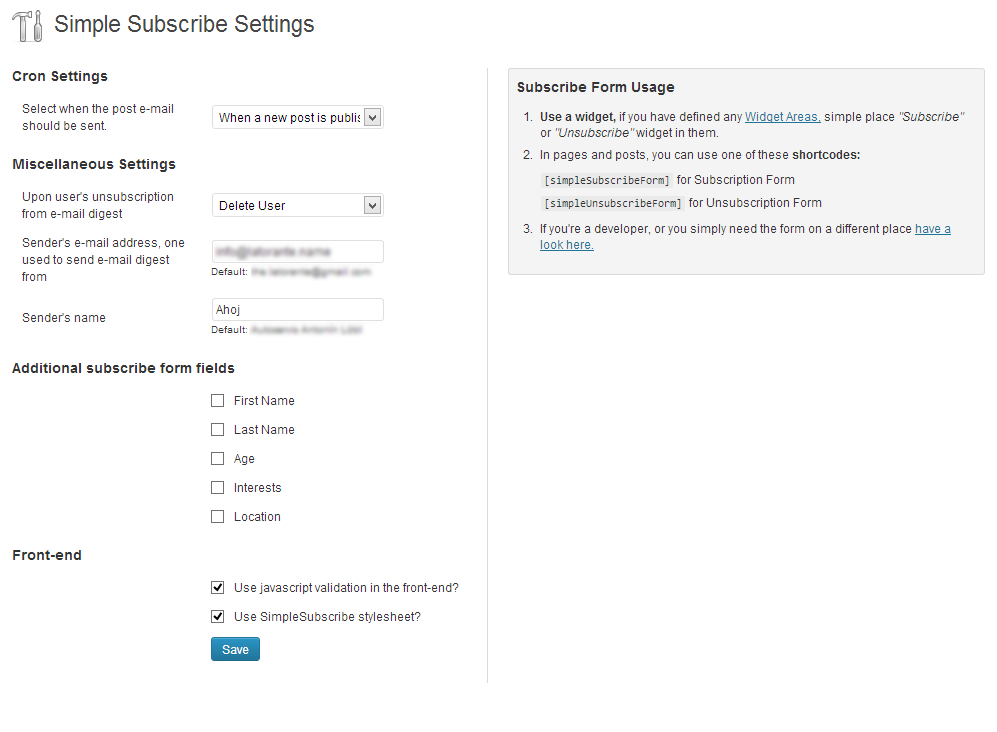 Simple Subscribe Settings
Cron Settings
Select when the post e-mail
should be sent.
When a new post is publis
Miscellaneous Settings
Upon user's unsubscription
from e-mail digest
Delete User
Sender's e-mail address, one
used to send e-mail digest
from
Default:
Sender's name
Ahoj
Default:
Additional subscribe form fields
First Name
Last Name
Age
Interests
Location
Front-end
Use javascript validation in the front-end?
Use SimpleSubscribe stylesheet?
Save
Subscribe Form Usage
1. Use a widget, if you have defined any Widget Areas, simple place "Subscribe"
or "Unsubscribe" widget in them.
2. In pages and posts, you can use one of these shortcodes:
[simpleSubscribeForm] for Subscription Form
[simpleUnsubscribeForm] for Unsubscription Form
3. If you're a developer, or you simply need the form on a different place have a
look here.